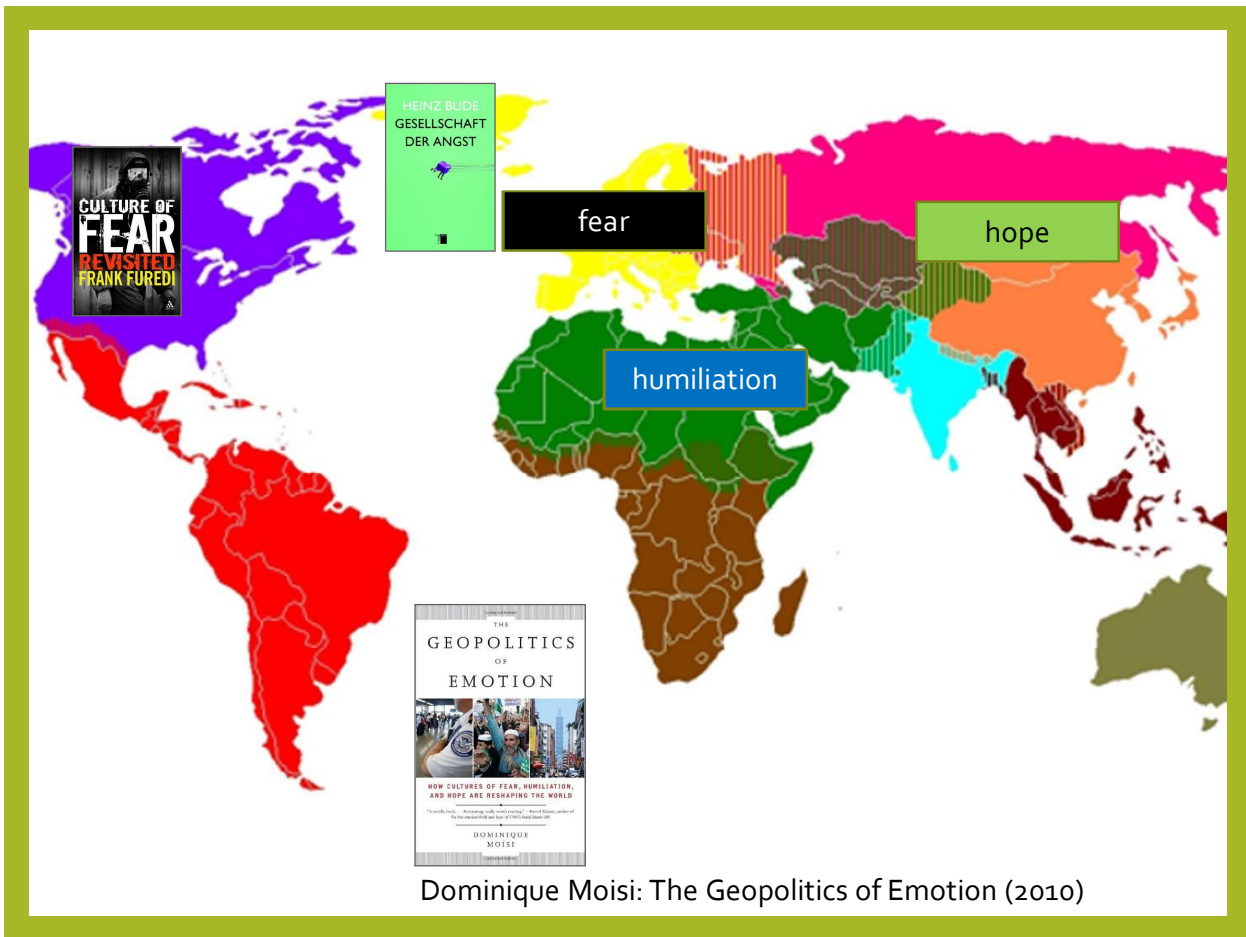 HEINZ BUDE
GESELLSCHAFT
DER ANGST
CULTURE OF
FEAR
REVISITED
FRANK FUREDI
fear
hope
humiliation
THE
GEOPOLITICS
OF
EMOTION
HOW CULTURES OF FEAR, HUMILIATION,
AND HOPE ARE RESHAPING THE WORLD
DOMINIQUE
MOISI
Dominique Moisi: The Geopolitics of Emotion (2010)